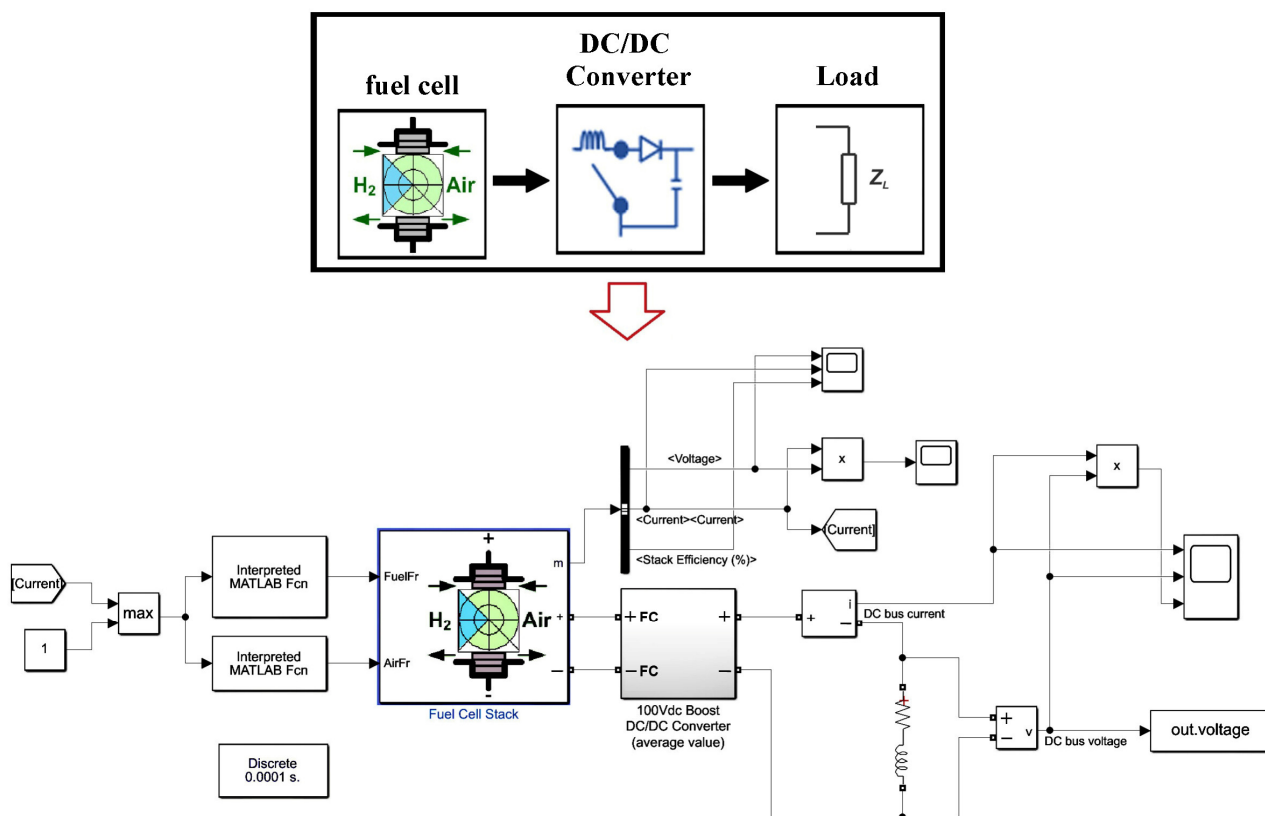 DC/DC
Converter
fuel cell
Load
H2
Air
ZL
<Voltage>
x
x
<Current><Current>
[Current]
<Stack Efficiency (%)>
[Current]
1
max
Interpreted
MATLAB Fcn
Interpreted
MATLAB Fcn
FuelFr
AirFr
+
H2
Air
-
m
+
−
Fuel Cell Stack
+ FC
− FC
+
−
100Vdc Boost
DC/DC Converter
(average value)
+
i
−
DC bus current
+
+
−
v
DC bus voltage
out.voltage
Discrete
0.0001 s.